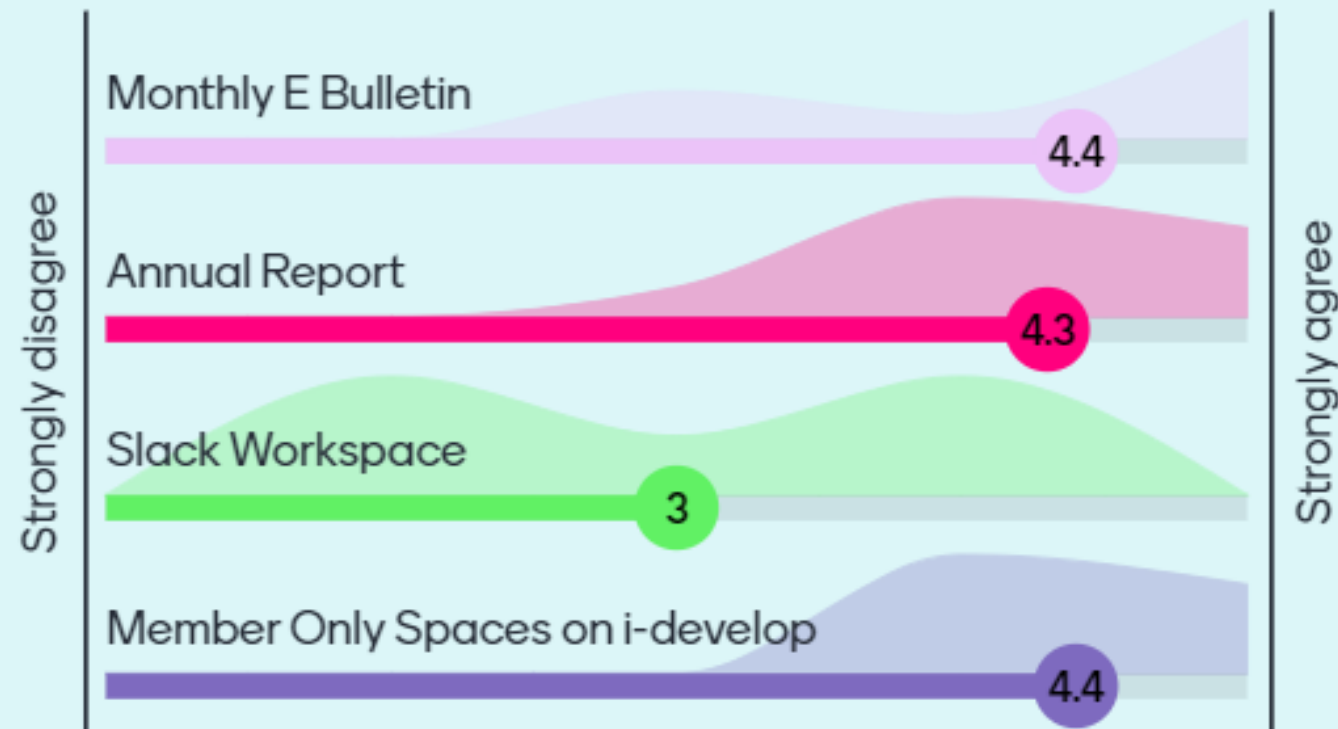 Strongly disagree
Monthly E Bulletin
4.4
Annual Report
4.3
Slack Workspace
3
Member Only Spaces on i-develop
4.4
Strongly agree